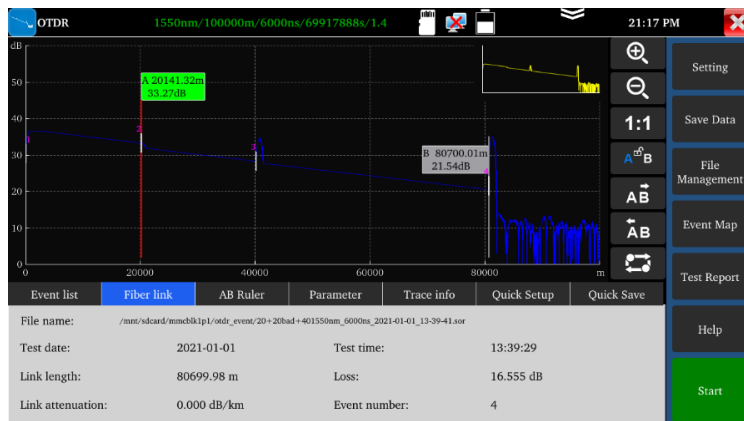 OTDR 1550nm/100000m/6000ns/69917888s/1.4 21:17 PM
dB
50
40
30
20
10
0
0 20000 40000 60000 80000 m
A 20141.32m
33.27dB
B 80700.01m
21.54dB
1
2
3
4
1:1
A B
AB
AB
Setting
Save Data
File
Management
Event Map
Test Report
Help
Start
Event list Fiber link AB Ruler Parameter Trace info Quick Setup Quick Save
File name: /mnt/sdcard/mmcblk1p1/otdr_event/20+20bad+401550nm_6000ns_2021-01-01_13-39-41.sor
Test date: 2021-01-01 Test time: 13:39:29
Link length: 80699.98 m Loss: 16.555 dB
Link attenuation: 0.000 dB/km Event number: 4